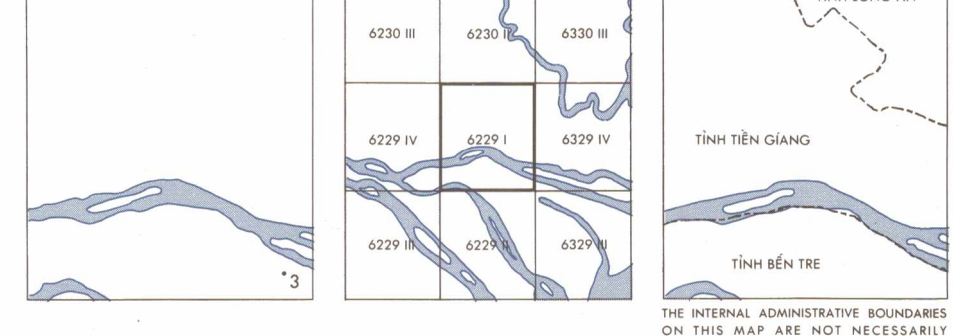 6230 III 6230 II 6330 III
6229 IV 6229 I 6329 IV
TỈNH TIỀN GIANG
6229 III 6229 II 6329 III
TỈNH BẾN TRE
3
THE INTERNAL ADMINISTRATIVE BOUNDARIES
ON THIS MAP ARE NOT NECESSARILY